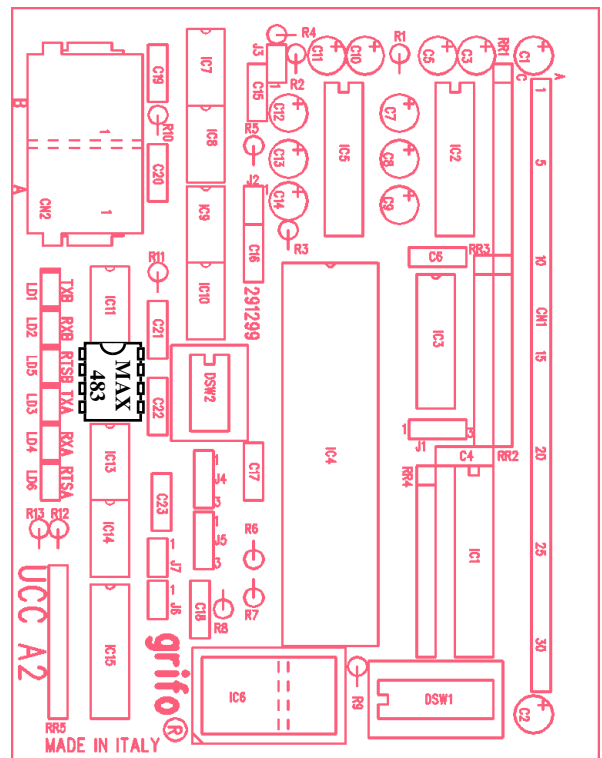 R4
R1
J3
C11
C10
C5
C3
RR1
C1
C
A
IC7
C19
R2
1
C15
1
B
C12
C7
R10
R5
IC8
IC5
IC2
1
C13
C8
5
C20
J2
A
CN2
1
IC9
C14
C9
R3
C16
RR3
C6
10
R11
LD1
TXB
IC11
IC10
291299
CN1
LD2
RXB
C21
IC3
15
LD5
RTSB
MAX
483
DSW2
LD3
TXA
C22
1
3
J1
LD4
RXA
IC13
IC4
20
C4
RR2
LD6
RTSA
1
J4
C17
RR4
3
C23
R13
R12
IC14
1
J5
R6
IC1
25
3
1
J7
UCC A2
1
J6
C18
R7
R8
grifo®
IC15
30
IC6
R9
DSW1
C2
RR5
MADE IN ITALY